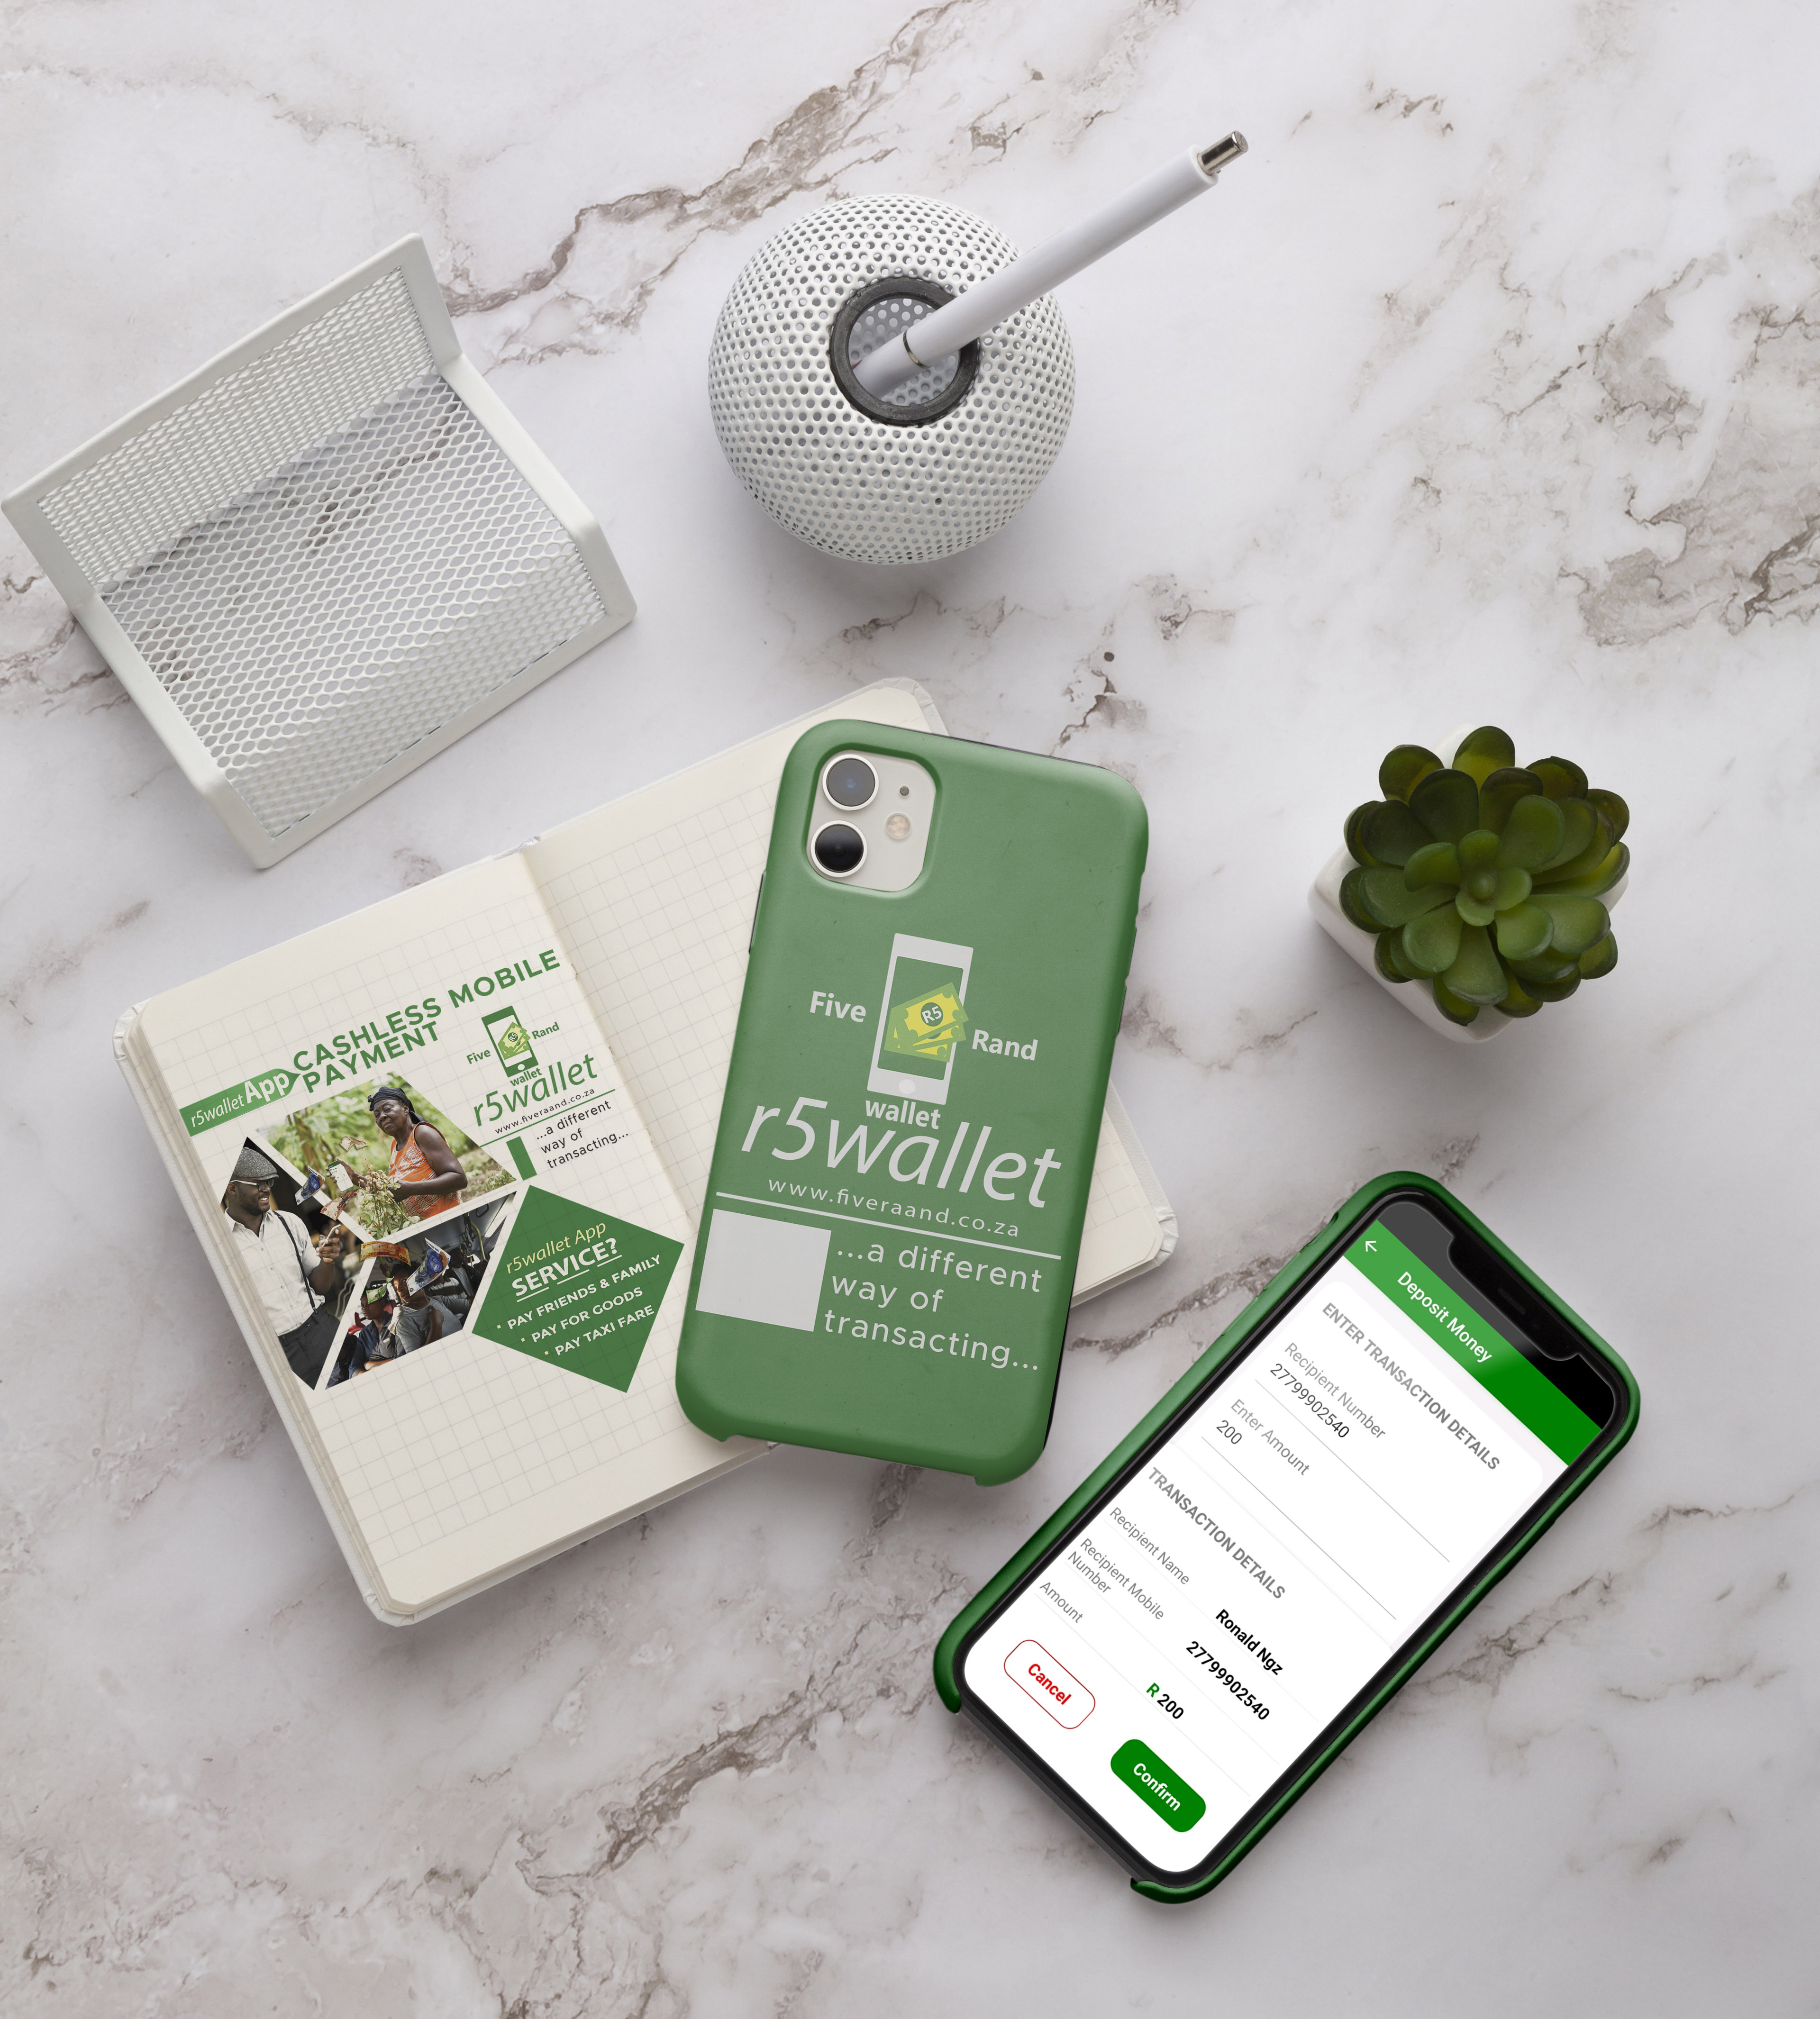 r5wallet App
CASHLESS MOBILE
PAYMENT
Five
R5
Rand
wallet
r5wallet
www.fiveraand.co.za
...a different
way of
transacting...
r5wallet App
SERVICE?
· PAY FRIENDS & FAMILY
· PAY FOR GOODS
· PAY TAXI FARE
Five
R5
Rand
wallet
r5wallet
www.fiveraand.co.za
...a different
way of
transacting...
Deposit Money
ENTER TRANSACTION DETAILS
Recipient Number
27799902540
Enter Amount
200
TRANSACTION DETAILS
Recipient Name
Ronald Ngz
Recipient Mobile
Number
27799902540
Amount
R 200
Cancel
Confirm